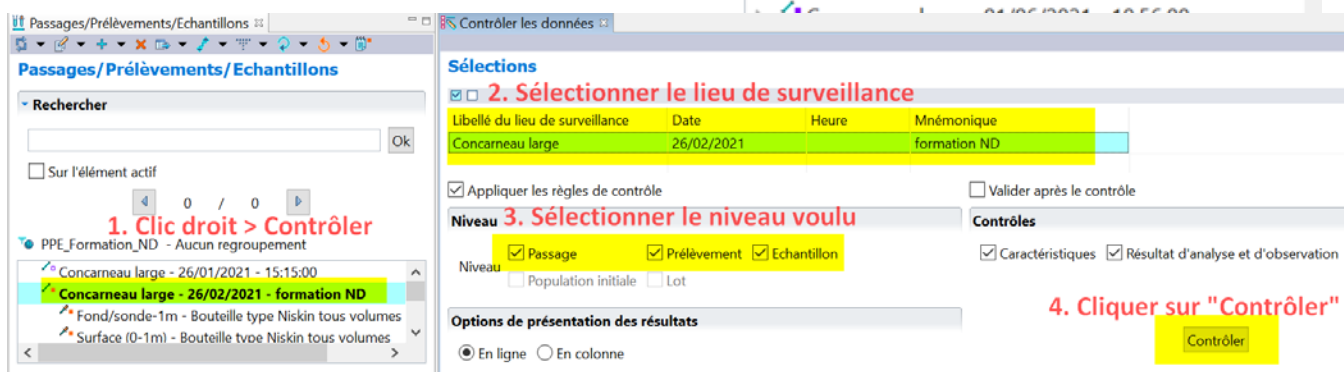 Passages/Prélèvements/Echantillons
Passages/Prélèvements/Echantillons
Rechercher
Ok
Sur l'élément actif
0 / 0
1. Clic droit > Contrôler
PPE_Formation_ND - Aucun regroupement
Concarneau large - 26/01/2021 - 15:15:00
Concarneau large - 26/02/2021 - formation ND
Fond/sonde-1m - Bouteille type Niskin tous volumes
Surface (0-1m) - Bouteille type Niskin tous volumes
Contrôler les données
Sélections
2. Sélectionner le lieu de surveillance
Libellé du lieu de surveillance Date Heure Mnémonique
Concarneau large 26/02/2021 formation ND
Appliquer les règles de contrôle Valider après le contrôle
Niveau 3. Sélectionner le niveau voulu Contrôles
Niveau Passage Prélèvement Echantillon Caractéristiques Résultat d'analyse et d'observation
Population initiale Lot
4. Cliquer sur "Contrôler"
Options de présentation des résultats
Contrôler
En ligne En colonne